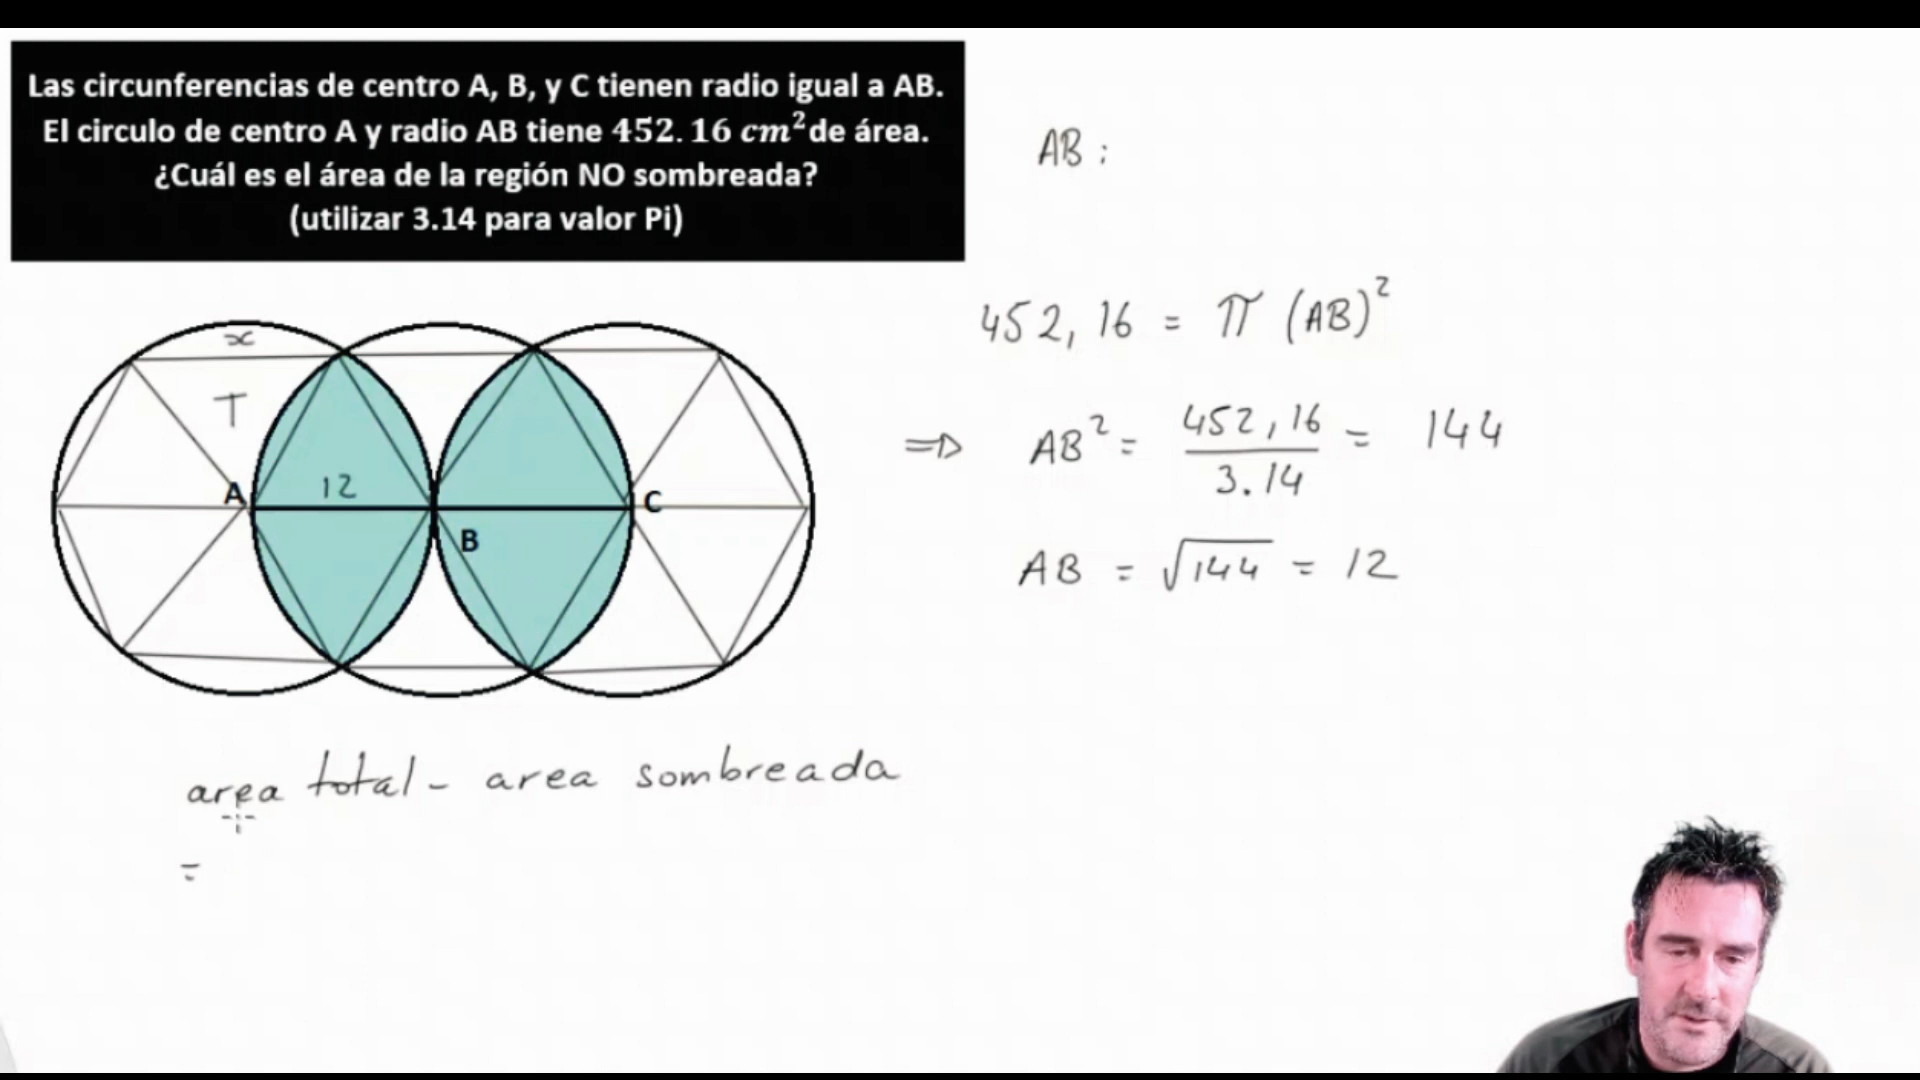 Las circunferencias de centro A, B, y C tienen radio igual a AB.
El circulo de centro A y radio AB tiene 452.16 cm² de área.
¿Cuál es el área de la región NO sombreada?
(utilizar 3.14 para valor Pi)
AB :
452,16 = π (AB)²
⇒ AB² = 452,16 / 3.14 = 144
AB = √144 = 12
x
T
A
12
B
C
area total - area sombreada
=